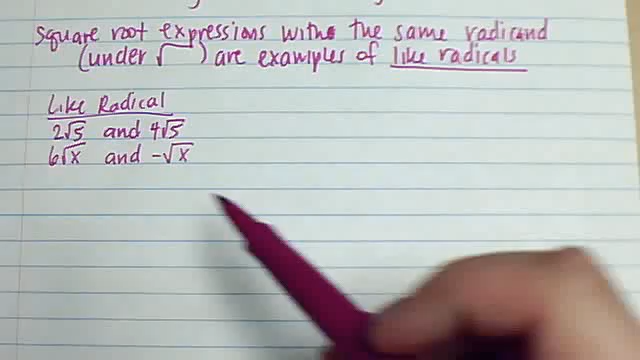 Square root expressions with the same radicand
(under √ ) are examples of like radicals
Like Radical
2√5 and 4√5
6√x and -√x